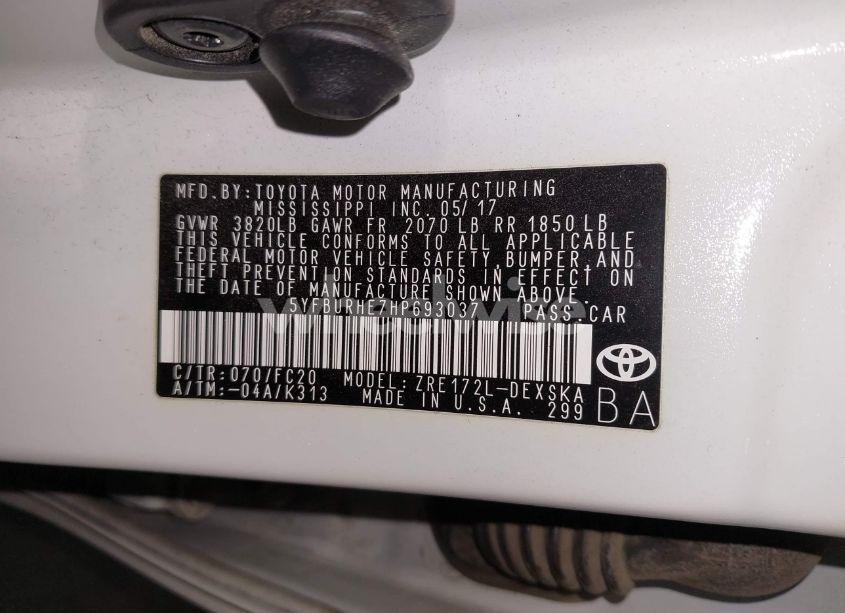 MFD.BY:TOYOTA MOTOR MANUFACTURING
MISSISSIPPI INC. 05/17
GVWR 3820LB GAWR FR 2070 LB RR 1850 LB
THIS VEHICLE CONFORMS TO ALL APPLICABLE
FEDERAL MOTOR VEHICLE SAFETY, BUMPER, AND
THEFT PREVENTION STANDARDS IN EFFECT ON
THE DATE OF MANUFACTURE SHOWN ABOVE.
wheelwise
5YFBURHE7HP693037 PASS.CAR
C/TR: 070/FC20 MODEL: ZRE172L-DEXSKA
A/TM: -04A/K313 MADE IN U.S.A. 299
BA